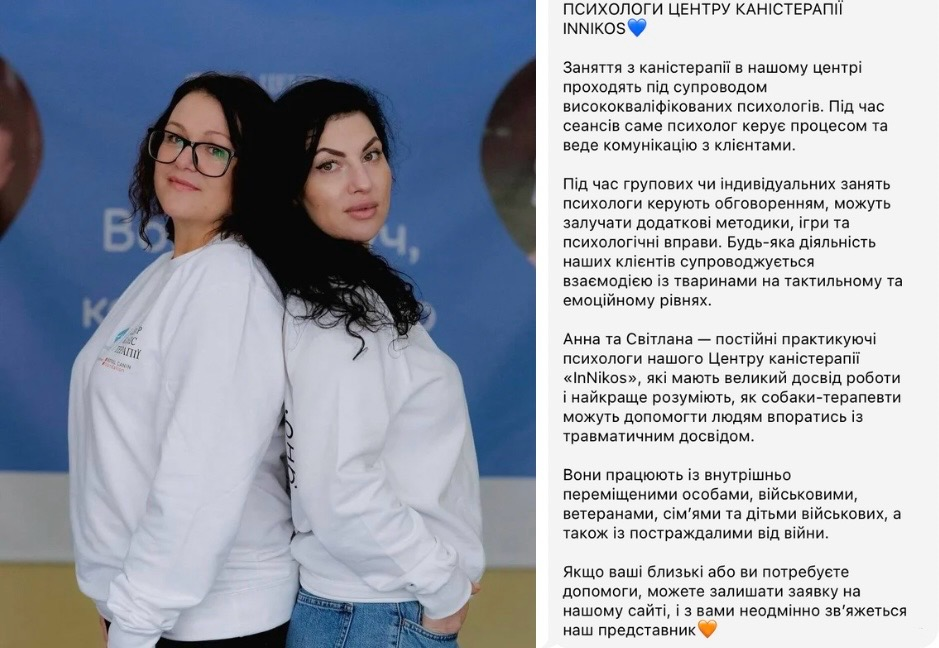 ПСИХОЛОГИ ЦЕНТРУ КАНІСТЕРАПІЇ
INNIKOS💙
Заняття з каністерапії в нашому центрі
проходять під супроводом
висококваліфікованих психологів. Під час
сеансів саме психолог керує процесом та
веде комунікацію з клієнтами.
Під час групових чи індивідуальних занять
психологи керують обговоренням, можуть
залучати додаткові методики, ігри та
психологічні вправи. Будь-яка діяльність
наших клієнтів супроводжується
взаємодією із тваринами на тактильному та
емоційному рівнях.
Анна та Світлана — постійні практикуючі
психологи нашого Центру каністерапії
«InNikos», які мають великий досвід роботи
і найкраще розуміють, як собаки-терапевти
можуть допомогти людям впоратись із
травматичним досвідом.
Вони працюють із внутрішньо
переміщеними особами, військовими,
ветеранами, сім’ями та дітьми військових, а
також із постраждалими від війни.
Якщо ваші близькі або ви потребуєте
допомоги, можете залишати заявку на
нашому сайті, і з вами неодмінно зв’яжеться
наш представник🧡